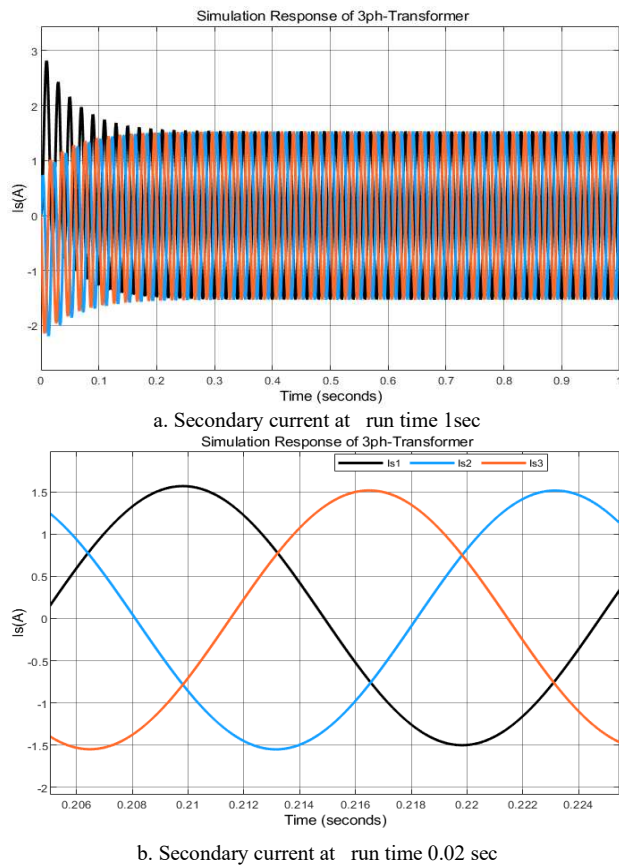 Simulation Response of 3ph-Transformer
3
2
1
0
-1
-2
Is(A)
0 0.1 0.2 0.3 0.4 0.5 0.6 0.7 0.8 0.9 1
Time (seconds)
a. Secondary current at run time 1sec
Simulation Response of 3ph-Transformer
Is1 Is2 Is3
1.5
1
0.5
0
-0.5
-1
-1.5
-2
Is(A)
0.206 0.208 0.21 0.212 0.214 0.216 0.218 0.22 0.222 0.224
Time (seconds)
b. Secondary current at run time 0.02 sec